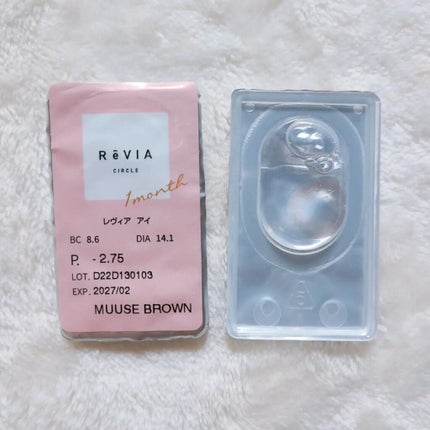 ReVIA
CIRCLE
1month
レヴィア アイ
BC 8.6 DIA 14.1
P. - 2.75
LOT. D22D130103
EXP. 2027/02
MUUSE BROWN